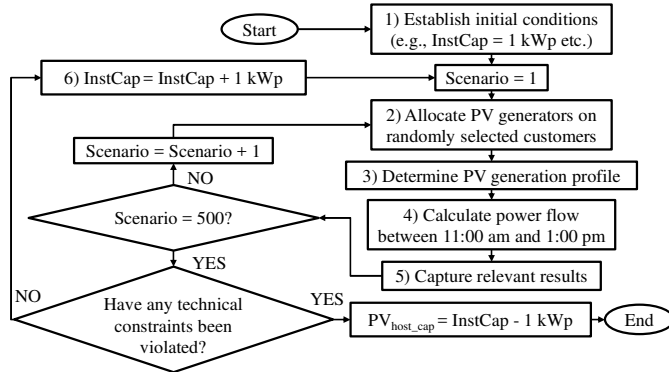 Start
1) Establish initial conditions
(e.g., InstCap = 1 kWp etc.)
6) InstCap = InstCap + 1 kWp
Scenario = 1
2) Allocate PV generators on
randomly selected customers
Scenario = Scenario + 1
3) Determine PV generation profile
NO
Scenario = 500?
4) Calculate power flow
between 11:00 am and 1:00 pm
YES
5) Capture relevant results
NO
Have any technical
constraints been
violated?
YES
PV_host_cap = InstCap - 1 kWp
End